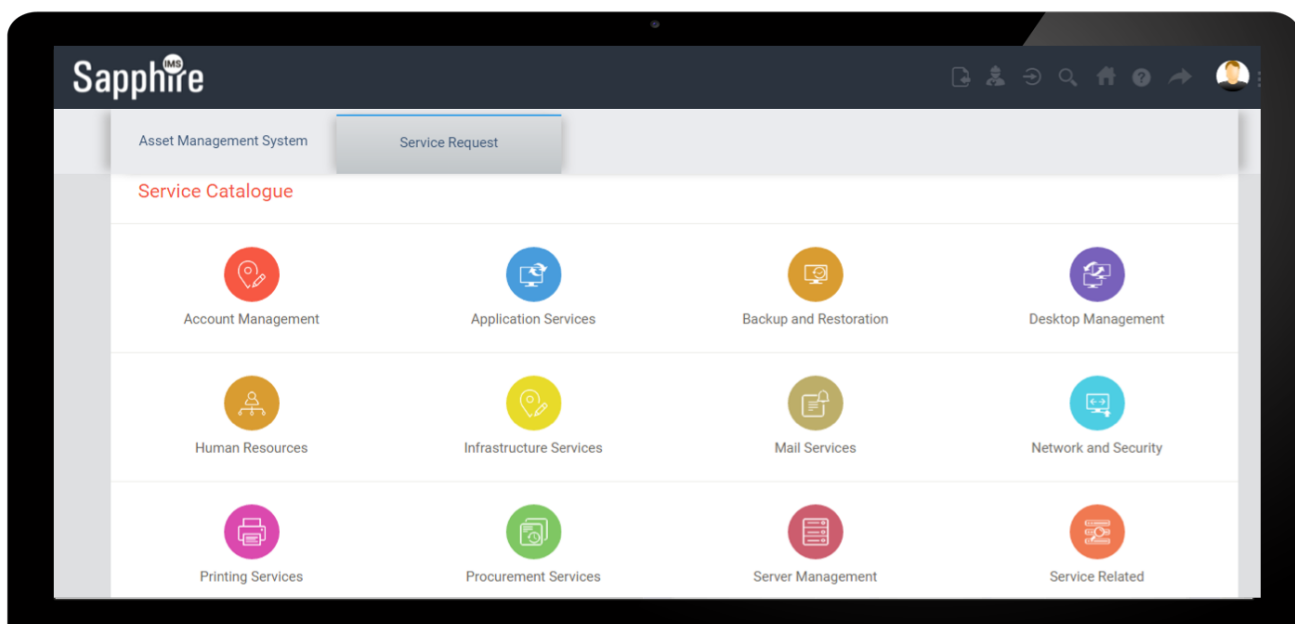 Sapphire IMS
Asset Management System
Service Request
Service Catalogue
Account Management
Application Services
Backup and Restoration
Desktop Management
Human Resources
Infrastructure Services
Mail Services
Network and Security
Printing Services
Procurement Services
Server Management
Service Related